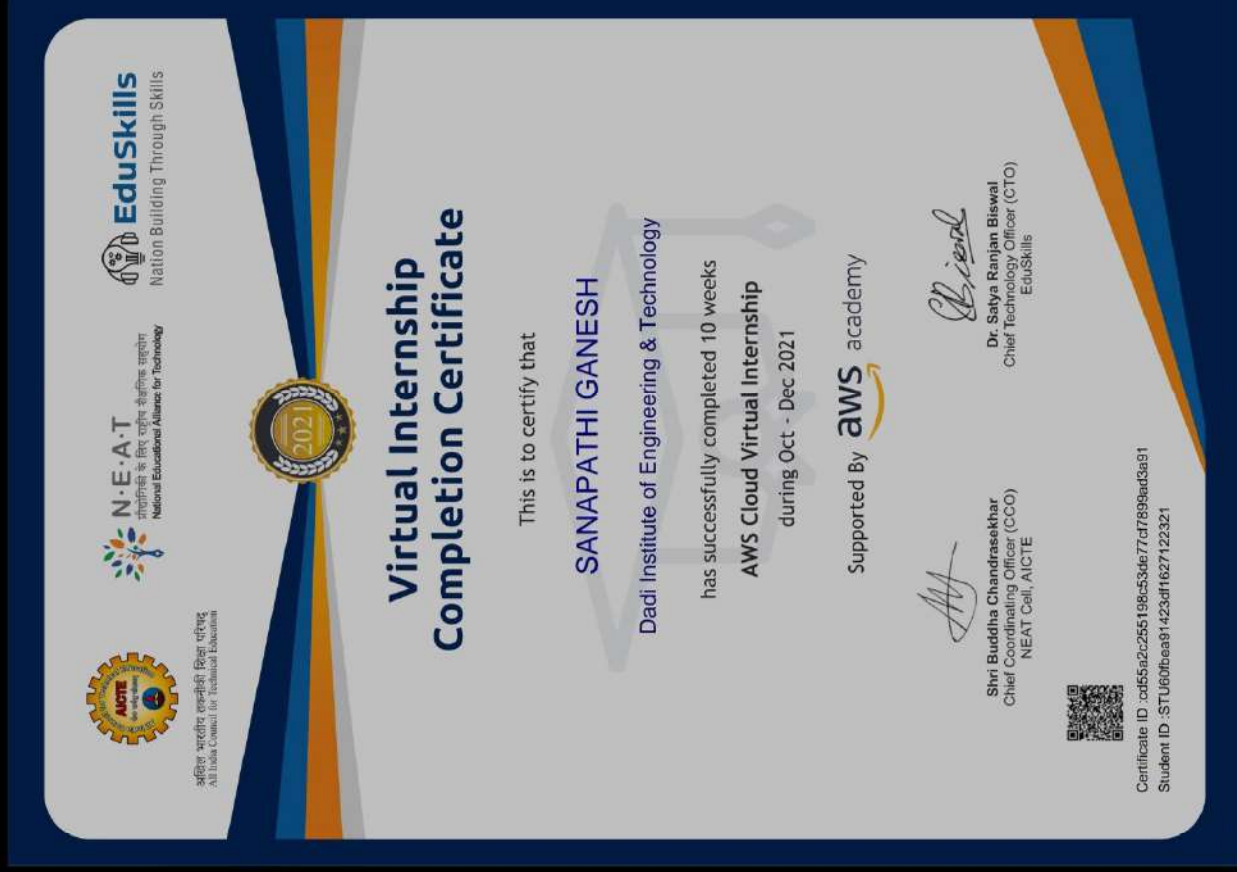 AICTE
अखिल भारतीय तकनीकी शिक्षा परिषद
All India Council for Technical Education
N·E·A·T
प्रौद्योगिकी के लिए राष्ट्रीय शैक्षणिक सहयोग
National Educational Alliance for Technology
EduSkills
Nation Building Through Skills
2021
Virtual Internship
Completion Certificate
This is to certify that
SANAPATHI GANESH
Dadi Institute of Engineering & Technology
has successfully completed 10 weeks
AWS Cloud Virtual Internship
during Oct - Dec 2021
Supported By aws academy
Shri Buddha Chandrasekhar
Chief Coordinating Officer (CCO)
NEAT Cell, AICTE
Dr. Satya Ranjan Biswal
Chief Technology Officer (CTO)
EduSkills
Certificate ID :cd55a2c255198c53de77cf7899ad3a91
Student ID :STU60fbea91423df1627122321